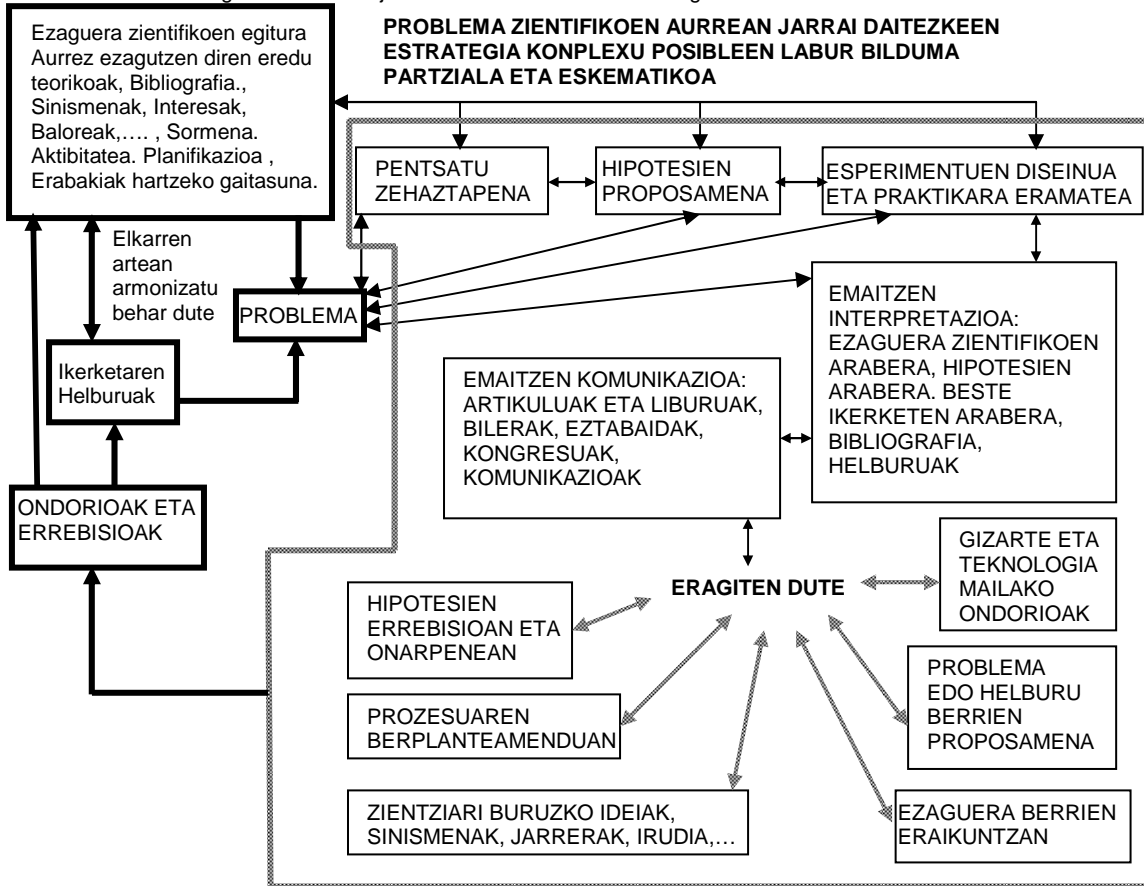 PROBLEMA ZIENTIFIKOEN AURREAN JARRAI DAITEZKEEN
ESTRATEGIA KONPLEXU POSIBLEEN LABUR BILDUMA
PARTZIALA ETA ESKEMATIKOA
Ezaguera zientifikoen egitura
Aurrez ezagutzen diren eredu
teorikoak, Bibliografia.,
Sinismenak, Interesak,
Baloreak,…. , Sormena.
Aktibitatea. Planifikazioa ,
Erabakiak hartzeko gaitasuna.
PENTSATU
ZEHAZTAPENA
HIPOTESIEN
PROPOSAMENA
ESPERIMENTUEN DISEINUA
ETA PRAKTIKARA ERAMATEA
Elkarren
artean
armonizatu
behar dute
PROBLEMA
Ikerketaren
Helburuak
EMAITZEN
INTERPRETAZIOA:
EZAGUERA ZIENTIFIKOEN
ARABERA, HIPOTESIEN
ARABERA. BESTE
IKERKETEN ARABERA,
BIBLIOGRAFIA,
HELBURUAK
EMAITZEN KOMUNIKAZIOA:
ARTIKULUAK ETA LIBURUAK,
BILERAK, EZTABAIDAK,
KONGRESUAK,
KOMUNIKAZIOAK
ONDORIOAK ETA
ERREBISIOAK
ERAGITEN DUTE
GIZARTE ETA
TEKNOLOGIA
MAILAKO
ONDORIOAK
HIPOTESIEN
ERREBISIOAN ETA
ONARPENEAN
PROBLEMA
EDO HELBURU
BERRIEN
PROPOSAMENA
PROZESUAREN
BERPLANTEAMENDUAN
ZIENTZIARI BURUZKO IDEIAK,
SINISMENAK, JARRERAK, IRUDIA,…
EZAGUERA BERRIEN
ERAIKUNTZAN